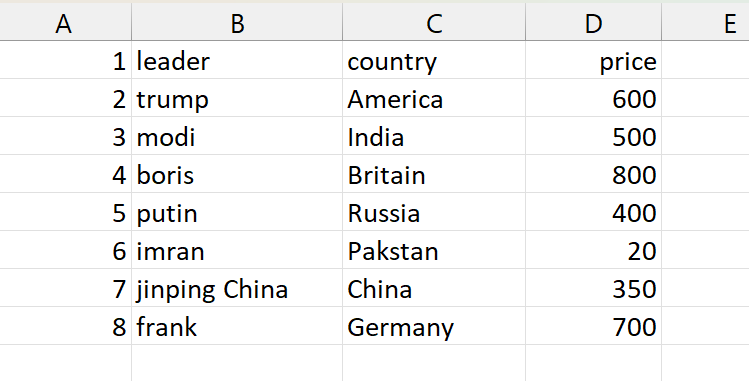 A B C D E
1 leader country price
2 trump America 600
3 modi India 500
4 boris Britain 800
5 putin Russia 400
6 imran Pakstan 20
7 jinping China China 350
8 frank Germany 700